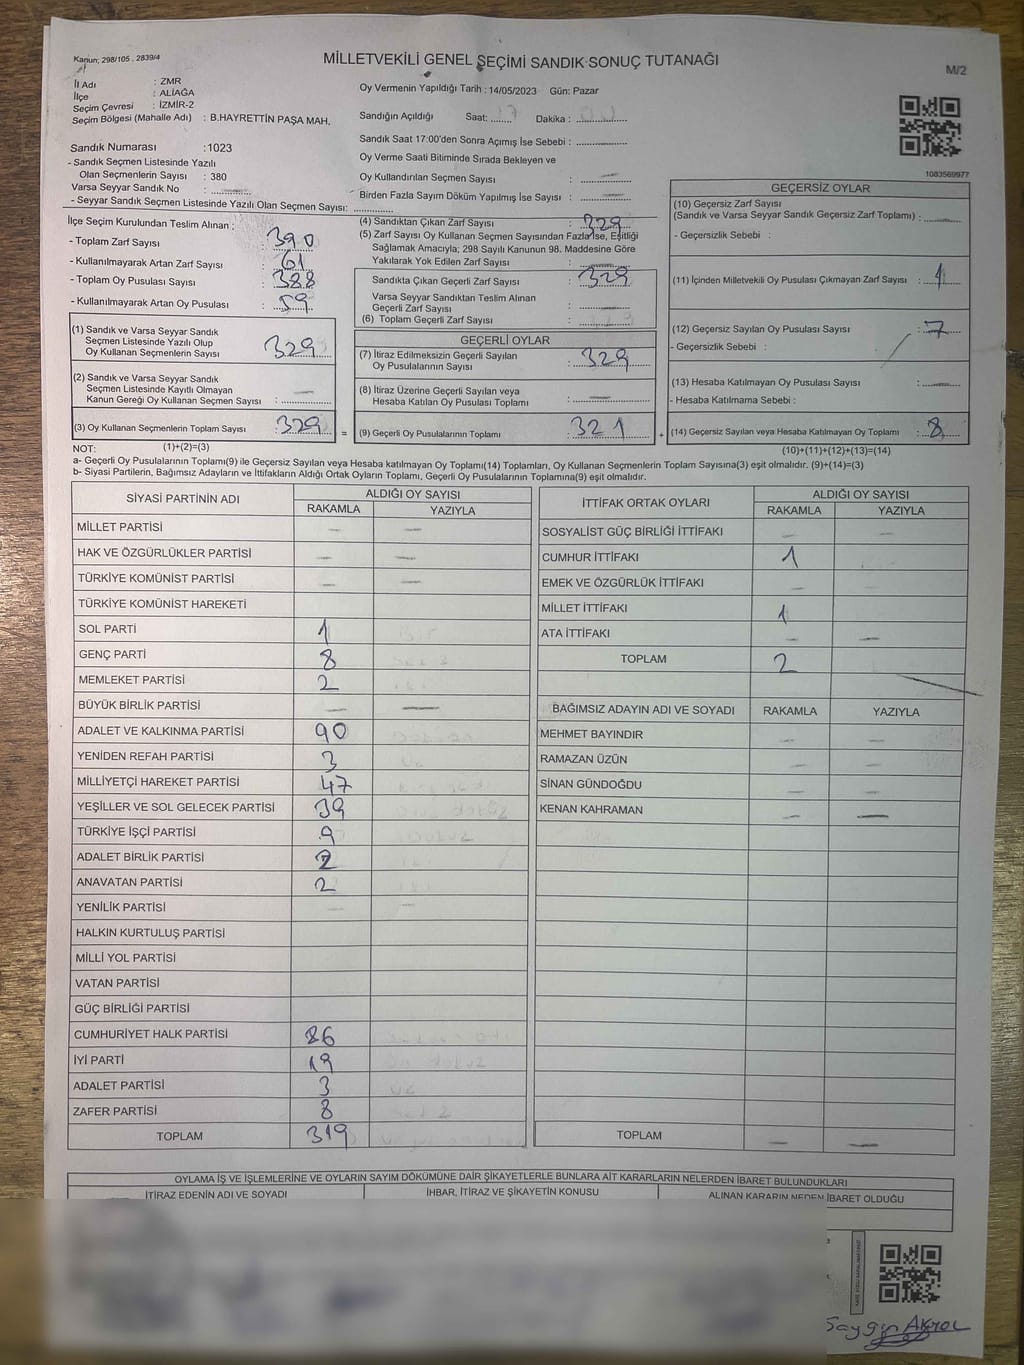 Kanun; 298/105 . 2839/4
MİLLETVEKİLİ GENEL SEÇİMİ SANDIK SONUÇ TUTANAĞI
M/2
İl Adı : ZMR
İlçe : ALİAĞA
Seçim Çevresi : İZMİR-2
Seçim Bölgesi (Mahalle Adı) : B.HAYRETTİN PAŞA MAH.
Oy Vermenin Yapıldığı Tarih : 14/05/2023 Gün: Pazar
Sandığın Açıldığı Saat: Dakika :
Sandık Saat 17:00'den Sonra Açımış İse Sebebi :
Oy Verme Saati Bitiminde Sırada Bekleyen ve
Oy Kullandırılan Seçmen Sayısı : —
Birden Fazla Sayım Döküm Yapılmış İse Sayısı : —
1083569977
Sandık Numarası :1023
- Sandık Seçmen Listesinde Yazılı
Olan Seçmenlerin Sayısı : 380
Varsa Seyyar Sandık No : —
- Seyyar Sandık Seçmen Listesinde Yazılı Olan Seçmen Sayısı:
İlçe Seçim Kurulundan Teslim Alınan :
- Toplam Zarf Sayısı : 390
- Kullanılmayarak Artan Zarf Sayısı : 61
- Toplam Oy Pusulası Sayısı : 388
- Kullanılmayarak Artan Oy Pusulası : 59
(1) Sandık ve Varsa Seyyar Sandık
Seçmen Listesinde Yazılı Olup
Oy Kullanan Seçmenlerin Sayısı : 329
(2) Sandık ve Varsa Seyyar Sandık
Seçmen Listesinde Kayıtlı Olmayan
Kanun Gereği Oy Kullanan Seçmen Sayısı : —
(3) Oy Kullanan Seçmenlerin Toplam Sayısı : 329
(4) Sandıktan Çıkan Zarf Sayısı : 329
(5) Zarf Sayısı Oy Kullanan Seçmen Sayısından Fazla İse, Eşitliği
Sağlamak Amacıyla; 298 Sayılı Kanunun 98. Maddesine Göre
Yakılarak Yok Edilen Zarf Sayısı : —
Sandıkta Çıkan Geçerli Zarf Sayısı : 329
Varsa Seyyar Sandıktan Teslim Alınan
Geçerli Zarf Sayısı : —
(6) Toplam Geçerli Zarf Sayısı :
GEÇERLİ OYLAR
(7) İtiraz Edilmeksizin Geçerli Sayılan
Oy Pusulalarının Sayısı : 329
(8) İtiraz Üzerine Geçerli Sayılan veya
Hesaba Katılan Oy Pusulası Toplamı : —
= (9) Geçerli Oy Pusulalarının Toplamı : 321
GEÇERSİZ OYLAR
(10) Geçersiz Zarf Sayısı
(Sandık ve Varsa Seyyar Sandık Geçersiz Zarf Toplamı) : —
- Geçersizlik Sebebi :
(11) İçinden Milletvekili Oy Pusulası Çıkmayan Zarf Sayısı : 1
(12) Geçersiz Sayılan Oy Pusulası Sayısı : 7
- Geçersizlik Sebebi :
(13) Hesaba Katılmayan Oy Pusulası Sayısı : —
- Hesaba Katılmama Sebebi :
+ (14) Geçersiz Sayılan veya Hesaba Katılmayan Oy Toplamı : 8
NOT: (1)+(2)=(3)
(10)+(11)+(12)+(13)=(14)
a- Geçerli Oy Pusulalarının Toplamı(9) ile Geçersiz Sayılan veya Hesaba katılmayan Oy Toplamı(14) Toplamları, Oy Kullanan Seçmenlerin Toplam Sayısına(3) eşit olmalıdır. (9)+(14)=(3)
b- Siyasi Partilerin, Bağımsız Adayların ve İttifakların Aldığı Ortak Oyların Toplamı, Geçerli Oy Pusulalarının Toplamına(9) eşit olmalıdır.
SİYASİ PARTİNİN ADI ALDIĞI OY SAYISI
RAKAMLA YAZIYLA
MİLLET PARTİSİ — —
HAK VE ÖZGÜRLÜKLER PARTİSİ — —
TÜRKİYE KOMÜNİST PARTİSİ — —
TÜRKİYE KOMÜNİST HAREKETİ
SOL PARTİ 1
GENÇ PARTİ 8
MEMLEKET PARTİSİ 2
BÜYÜK BİRLİK PARTİSİ — —
ADALET VE KALKINMA PARTİSİ 90
YENİDEN REFAH PARTİSİ 3
MİLLİYETÇİ HAREKET PARTİSİ 47
YEŞİLLER VE SOL GELECEK PARTİSİ 39
TÜRKİYE İŞÇİ PARTİSİ 9
ADALET BİRLİK PARTİSİ 2
ANAVATAN PARTİSİ 2
YENİLİK PARTİSİ — —
HALKIN KURTULUŞ PARTİSİ
MİLLİ YOL PARTİSİ
VATAN PARTİSİ
GÜÇ BİRLİĞİ PARTİSİ
CUMHURİYET HALK PARTİSİ 86
İYİ PARTİ 19
ADALET PARTİSİ 3
ZAFER PARTİSİ 8
TOPLAM 319
İTTİFAK ORTAK OYLARI ALDIĞI OY SAYISI
RAKAMLA YAZIYLA
SOSYALİST GÜÇ BİRLİĞİ İTTİFAKI — —
CUMHUR İTTİFAKI 1
EMEK VE ÖZGÜRLÜK İTTİFAKI —
MİLLET İTTİFAKI 1
ATA İTTİFAKI — —
TOPLAM 2
BAĞIMSIZ ADAYIN ADI VE SOYADI RAKAMLA YAZIYLA
MEHMET BAYINDIR — —
RAMAZAN ÜZÜN — —
SİNAN GÜNDOĞDU — —
KENAN KAHRAMAN — —
TOPLAM — —
OYLAMA İŞ VE İŞLEMLERİNE VE OYLARIN SAYIM DÖKÜMÜNE DAİR ŞİKAYETLERLE BUNLARA AİT KARARLARIN NELERDEN İBARET BULUNDUKLARI
İTİRAZ EDENİN ADI VE SOYADI İHBAR, İTİRAZ VE ŞİKAYETİN KONUSU ALINAN KARARIN NEDEN İBARET OLDUĞU
Saygın Akyol